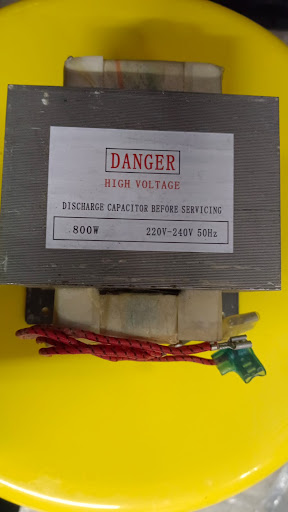 DANGER
HIGH VOLTAGE
DISCHARGE CAPACITOR BEFORE SERVICING
800W 220V-240V 50Hz